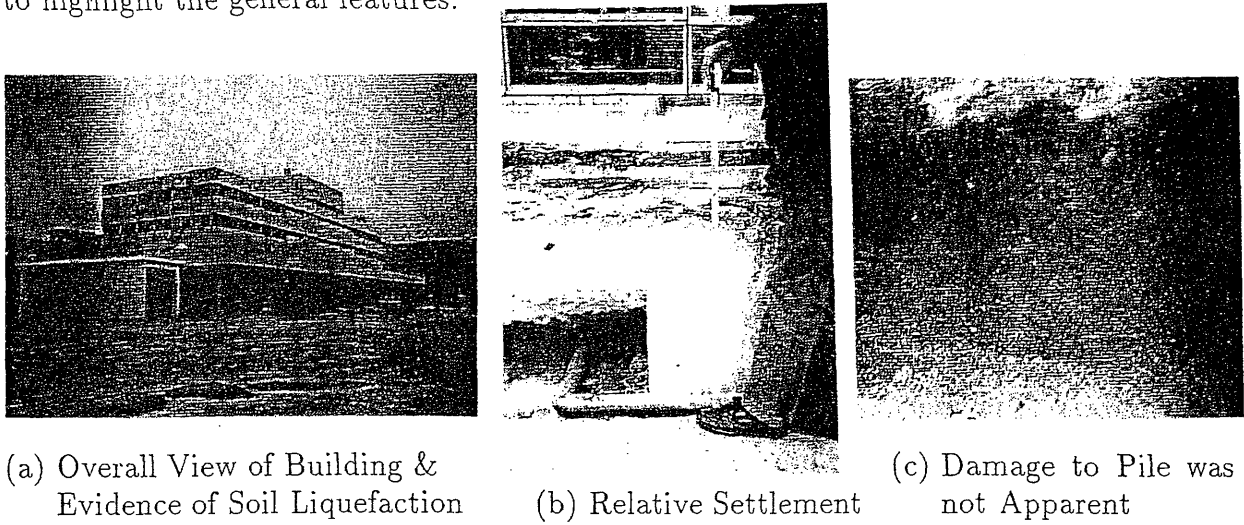 to highlight the general features.
(a) Overall View of Building &
Evidence of Soil Liquefaction
(b) Relative Settlement
(c) Damage to Pile was
not Apparent